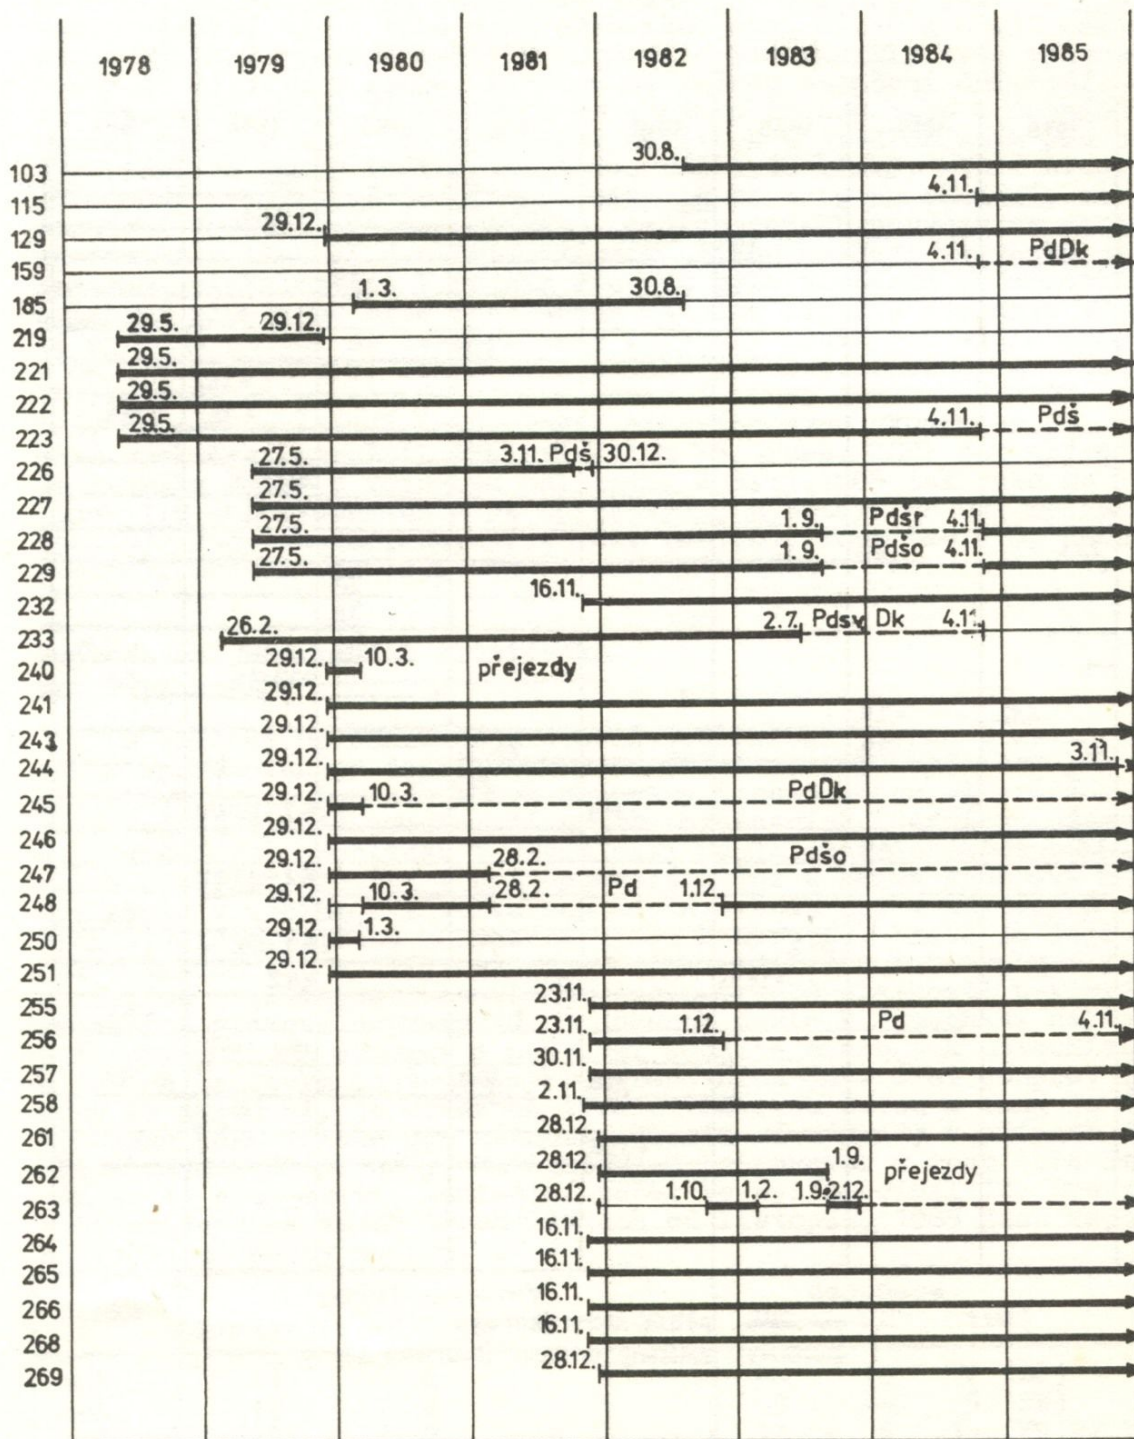 1978 1979 1980 1981 1982 1983 1984 1985
103 30.8.
115 4.11.
129 29.12.
159 4.11. PdDk
185 1.3. 30.8.
219 29.5. 29.12.
221 29.5.
222 29.5.
223 29.5. 4.11. Pdš
226 27.5. 3.11. Pdš 30.12.
227 27.5.
228 27.5. 1.9. Pdšr 4.11.
229 27.5. 1.9. Pdšo 4.11.
232 16.11.
233 26.2. 2.7. Pdsv Dk 4.11.
240 29.12. 10.3. přejezdy
241 29.12.
243 29.12.
244 29.12. 3.11.
245 29.12. 10.3. PdDk
246 29.12.
247 29.12. 28.2. Pdšo
248 29.12. 10.3. 28.2. Pd 1.12.
250 29.12. 1.3.
251 29.12.
255 23.11.
256 23.11. 1.12. Pd 4.11.
257 30.11.
258 2.11.
261 28.12.
262 28.12. 1.9. přejezdy
263 28.12. 1.10. 1.2. 1.9. 2.12.
264 16.11.
265 16.11.
266 16.11.
268 16.11.
269 28.12.